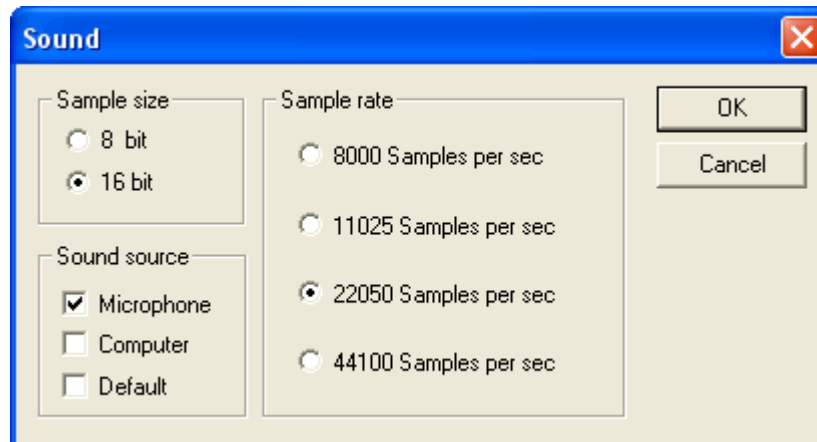 Sound
Sample size
8 bit
16 bit
Sound source
Microphone
Computer
Default
Sample rate
8000 Samples per sec
11025 Samples per sec
22050 Samples per sec
44100 Samples per sec
OK
Cancel